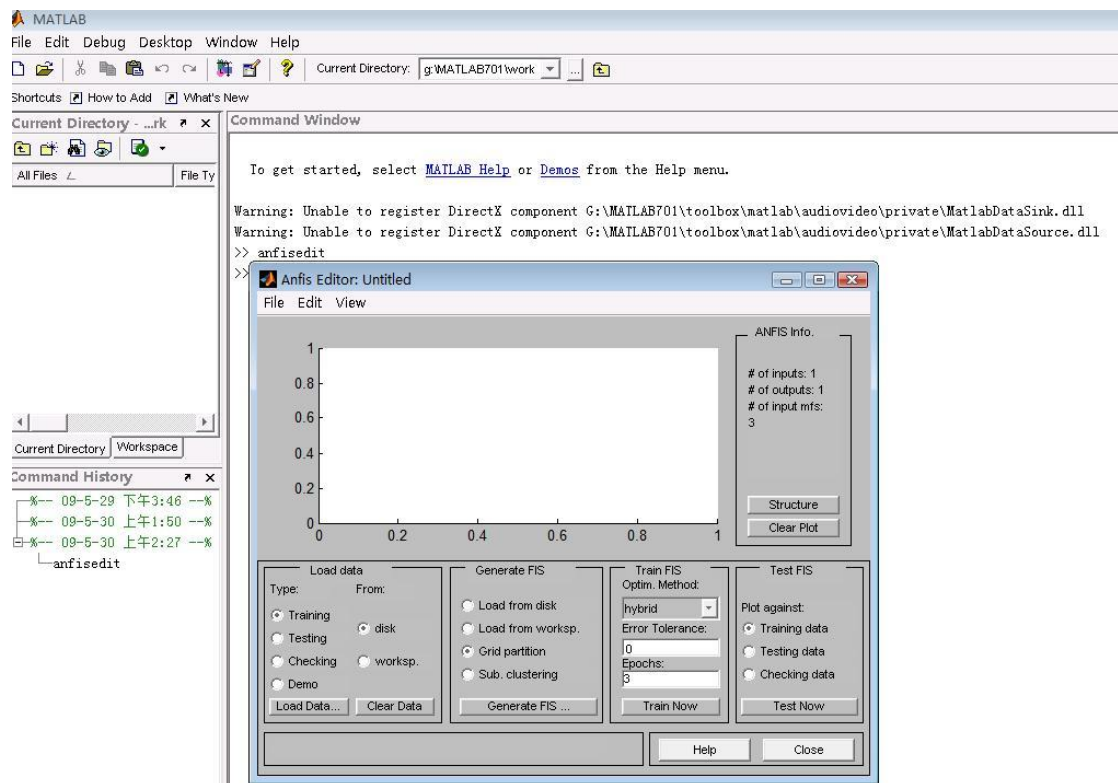 MATLAB
File Edit Debug Desktop Window Help
Current Directory: g:\MATLAB701\work
Shortcuts How to Add What's New
Current Directory - ...rk
All Files File Ty
Current Directory Workspace
Command History
%-- 09-5-29 下午3:46 --%
%-- 09-5-30 上午1:50 --%
%-- 09-5-30 上午2:27 --%
anfisedit
Command Window
To get started, select MATLAB Help or Demos from the Help menu.
Warning: Unable to register DirectX component G:\MATLAB701\toolbox\matlab\audiovideo\private\MatlabDataSink.dll
Warning: Unable to register DirectX component G:\MATLAB701\toolbox\matlab\audiovideo\private\MatlabDataSource.dll
>> anfisedit
>>
Anfis Editor: Untitled
File Edit View
1
0.8
0.6
0.4
0.2
0
0 0.2 0.4 0.6 0.8 1
ANFIS Info.
# of inputs: 1
# of outputs: 1
# of input mfs:
3
Structure
Clear Plot
Load data
Type: From:
Training
Testing
Checking
Demo
disk
worksp.
Load Data... Clear Data
Generate FIS
Load from disk
Load from worksp.
Grid partition
Sub. clustering
Generate FIS ...
Train FIS
Optim. Method:
hybrid
Error Tolerance:
0
Epochs:
3
Train Now
Test FIS
Plot against:
Training data
Testing data
Checking data
Test Now
Help Close